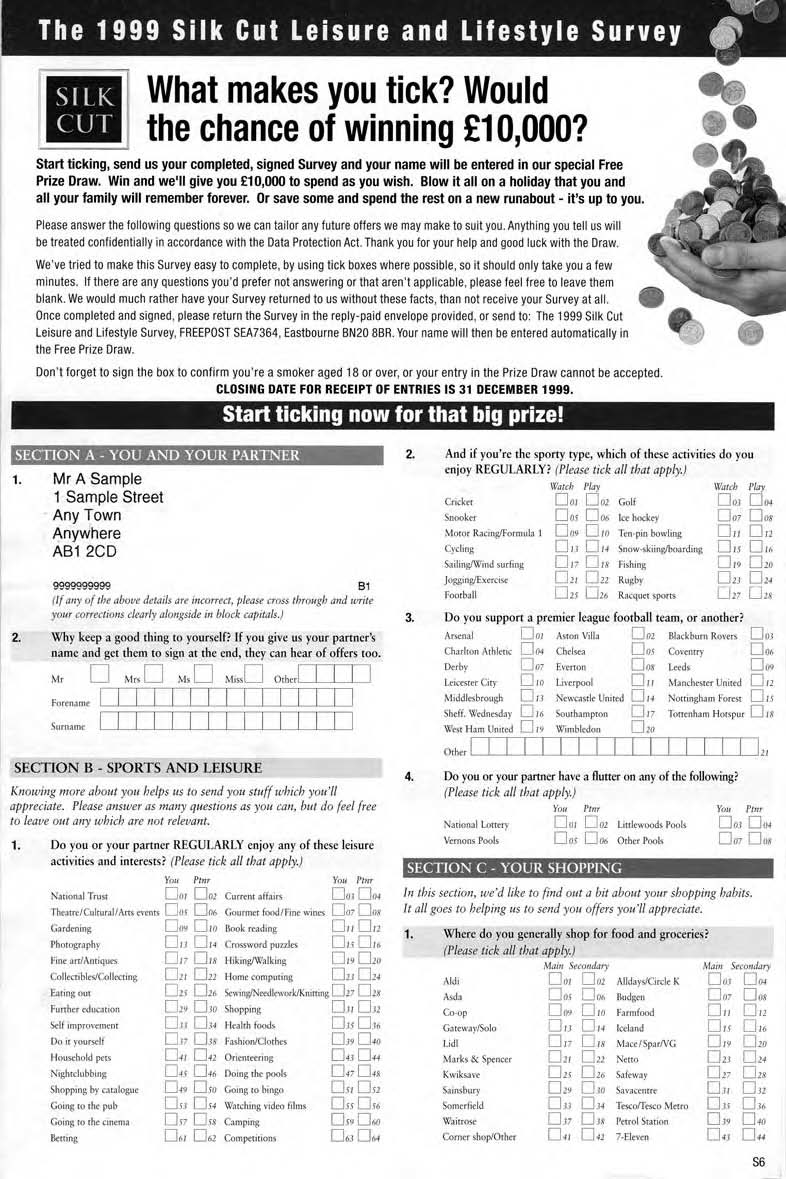 The 1999 Silk Cut Leisure and Lifestyle Survey
SILK
CUT
What makes you tick? Would
the chance of winning £10,000?
Start ticking, send us your completed, signed Survey and your name will be entered in our special Free
Prize Draw. Win and we'll give you £10,000 to spend as you wish. Blow it all on a holiday that you and
all your family will remember forever. Or save some and spend the rest on a new runabout - it's up to you.
Please answer the following questions so we can tailor any future offers we may make to suit you. Anything you tell us will
be treated confidentially in accordance with the Data Protection Act. Thank you for your help and good luck with the Draw.
We've tried to make this Survey easy to complete, by using tick boxes where possible, so it should only take you a few
minutes. If there are any questions you'd prefer not answering or that aren't applicable, please feel free to leave them
blank. We would much rather have your Survey returned to us without these facts, than not receive your Survey at all.
Once completed and signed, please return the Survey in the reply-paid envelope provided, or send to: The 1999 Silk Cut
Leisure and Lifestyle Survey, FREEPOST SEA7364, Eastbourne BN20 8BR. Your name will then be entered automatically in
the Free Prize Draw.
Don't forget to sign the box to confirm you're a smoker aged 18 or over, or your entry in the Prize Draw cannot be accepted.
CLOSING DATE FOR RECEIPT OF ENTRIES IS 31 DECEMBER 1999.
Start ticking now for that big prize!
SECTION A - YOU AND YOUR PARTNER
1. Mr A Sample
1 Sample Street
Any Town
Anywhere
AB1 2CD
9999999999 B1
(If any of the above details are incorrect, please cross through and write
your corrections clearly alongside in block capitals.)
2. Why keep a good thing to yourself? If you give us your partner's
name and get them to sign at the end, they can hear of offers too.
Mr Mrs Ms Miss Other
Forename
Surname
SECTION B - SPORTS AND LEISURE
Knowing more about you helps us to send you stuff which you'll
appreciate. Please answer as many questions as you can, but do feel free
to leave out any which are not relevant.
1. Do you or your partner REGULARLY enjoy any of these leisure
activities and interests? (Please tick all that apply.)
You Ptnr You Ptnr
National Trust 01 02 Current affairs 03 04
Theatre/Cultural/Arts events 05 06 Gourmet food/Fine wines 07 08
Gardening 09 10 Book reading 11 12
Photography 13 14 Crossword puzzles 15 16
Fine art/Antiques 17 18 Hiking/Walking 19 20
Collectibles/Collecting 21 22 Home computing 23 24
Eating out 25 26 Sewing/Needlework/Knitting 27 28
Further education 29 30 Shopping 31 32
Self improvement 33 34 Health foods 35 36
Do it yourself 37 38 Fashion/Clothes 39 40
Household pets 41 42 Orienteering 43 44
Nightclubbing 45 46 Doing the pools 47 48
Shopping by catalogue 49 50 Going to bingo 51 52
Going to the pub 53 54 Watching video films 55 56
Going to the cinema 57 58 Camping 59 60
Betting 61 62 Competitions 63 64
2. And if you're the sporty type, which of these activities do you
enjoy REGULARLY? (Please tick all that apply.)
Watch Play Watch Play
Cricket 01 02 Golf 03 04
Snooker 05 06 Ice hockey 07 08
Motor Racing/Formula 1 09 10 Ten-pin bowling 11 12
Cycling 13 14 Snow-skiing/boarding 15 16
Sailing/Wind surfing 17 18 Fishing 19 20
Jogging/Exercise 21 22 Rugby 23 24
Football 25 26 Racquet sports 27 28
3. Do you support a premier league football team, or another?
Arsenal 01 Aston Villa 02 Blackburn Rovers 03
Charlton Athletic 04 Chelsea 05 Coventry 06
Derby 07 Everton 08 Leeds 09
Leicester City 10 Liverpool 11 Manchester United 12
Middlesbrough 13 Newcastle United 14 Nottingham Forest 15
Sheff. Wednesday 16 Southampton 17 Tottenham Hotspur 18
West Ham United 19 Wimbledon 20
Other 21
4. Do you or your partner have a flutter on any of the following?
(Please tick all that apply.)
You Ptnr You Ptnr
National Lottery 01 02 Littlewoods Pools 03 04
Vernons Pools 05 06 Other Pools 07 08
SECTION C - YOUR SHOPPING
In this section, we'd like to find out a bit about your shopping habits.
It all goes to helping us to send you offers you'll appreciate.
1. Where do you generally shop for food and groceries?
(Please tick all that apply.)
Main Secondary Main Secondary
Aldi 01 02 Alldays/Circle K 03 04
Asda 05 06 Budgen 07 08
Co-op 09 10 Farmfood 11 12
Gateway/Solo 13 14 Iceland 15 16
Lidl 17 18 Mace/Spar/VG 19 20
Marks & Spencer 21 22 Netto 23 24
Kwiksave 25 26 Safeway 27 28
Sainsbury 29 30 Savacentre 31 32
Somerfield 33 34 Tesco/Tesco Metro 35 36
Waitrose 37 38 Petrol Station 39 40
Corner shop/Other 41 42 7-Eleven 43 44
S6